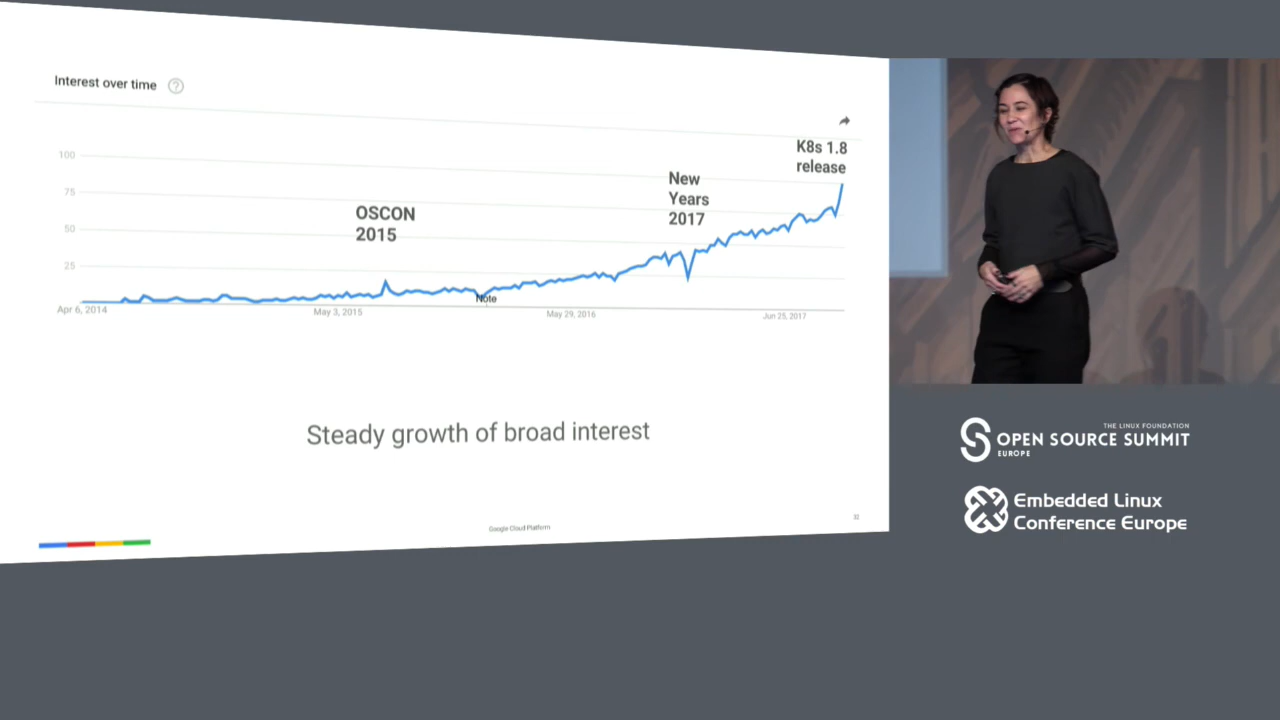 Interest over time ?
100
75
50
25
OSCON
2015
New
Years
2017
K8s 1.8
release
Note
Apr 6, 2014
May 3, 2015
May 29, 2016
Jun 25, 2017
Steady growth of broad interest
Google Cloud Platform
THE LINUX FOUNDATION
OPEN SOURCE SUMMIT
EUROPE
Embedded Linux
Conference Europe